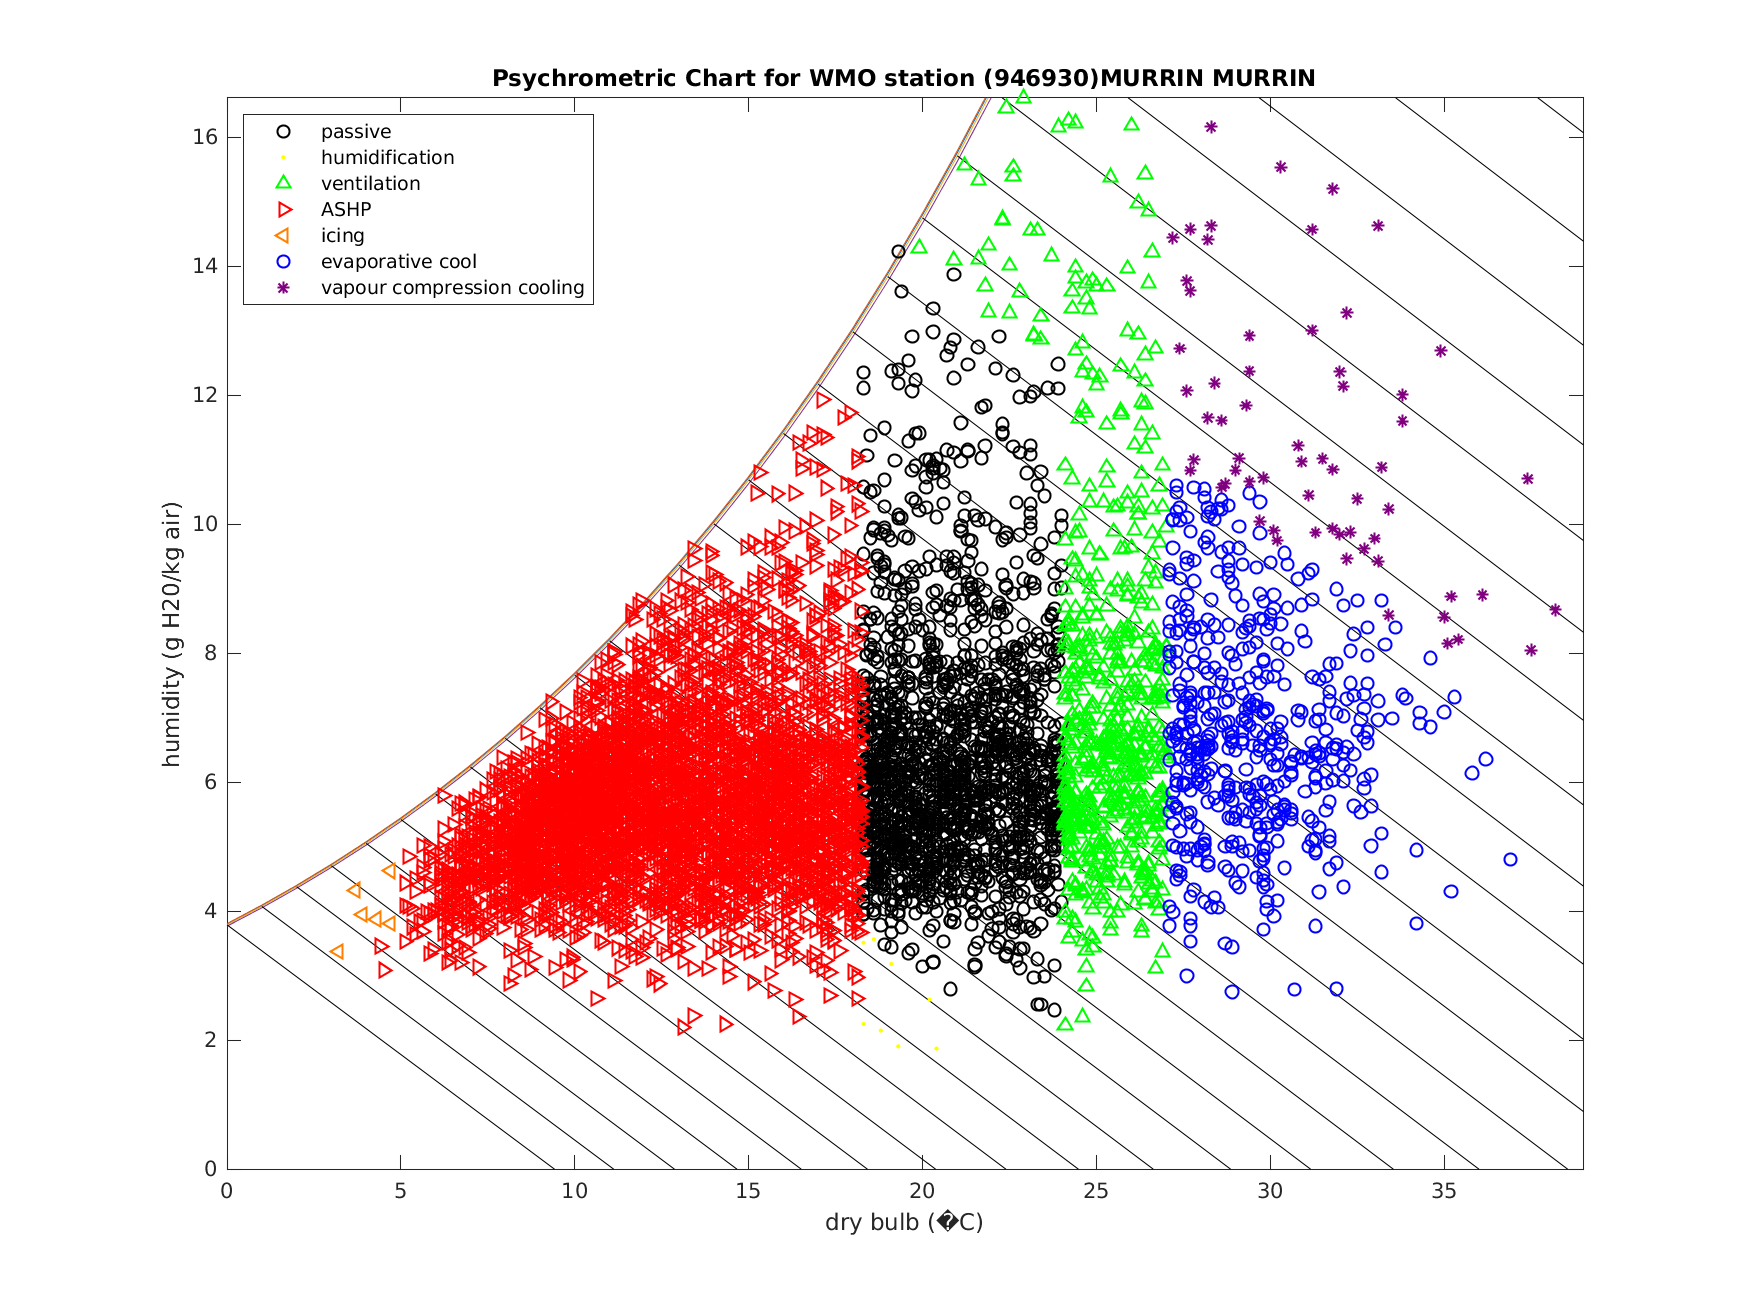 Psychrometric Chart for WMO station (946930)MURRIN MURRIN
passive
humidification
ventilation
ASHP
icing
evaporative cool
vapour compression cooling
humidity (g H20/kg air)
16
14
12
10
8
6
4
2
0
0 5 10 15 20 25 30 35
dry bulb (�C)